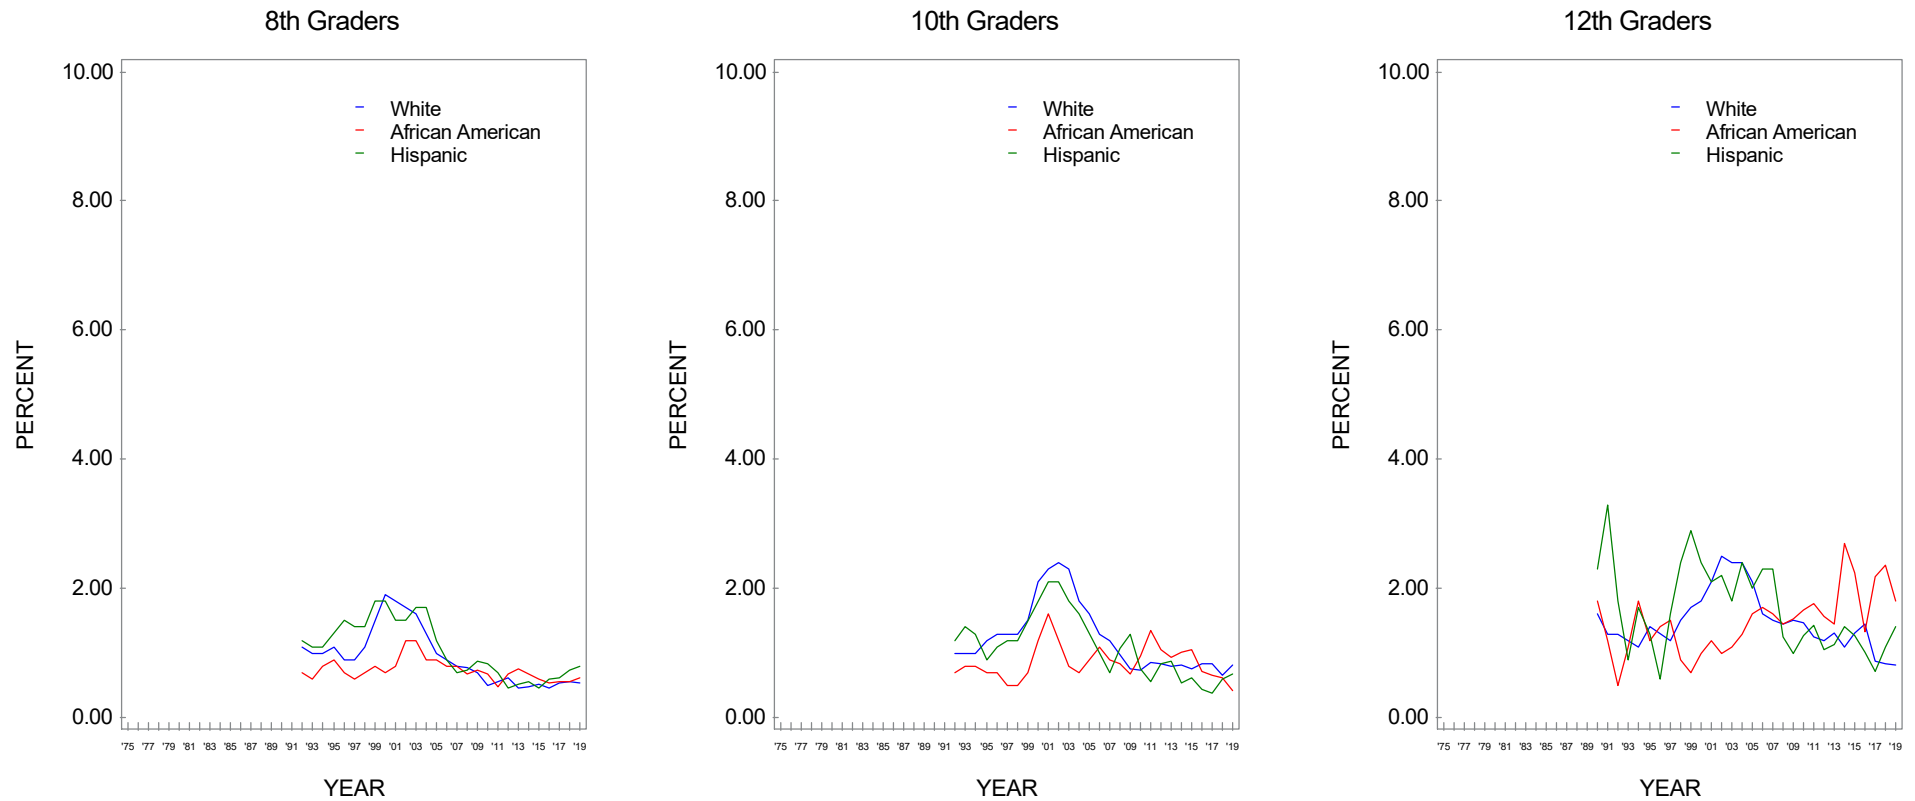 8th Graders
10.00
8.00
6.00
4.00
2.00
0.00
PERCENT
White
African American
Hispanic
'75 '77 '79 '81 '83 '85 '87 '89 '91 '93 '95 '97 '99 '01 '03 '05 '07 '09 '11 '13 '15 '17 '19
YEAR
10th Graders
10.00
8.00
6.00
4.00
2.00
0.00
PERCENT
White
African American
Hispanic
'75 '77 '79 '81 '83 '85 '87 '89 '91 '93 '95 '97 '99 '01 '03 '05 '07 '09 '11 '13 '15 '17 '19
YEAR
12th Graders
10.00
8.00
6.00
4.00
2.00
0.00
PERCENT
White
African American
Hispanic
'75 '77 '79 '81 '83 '85 '87 '89 '91 '93 '95 '97 '99 '01 '03 '05 '07 '09 '11 '13 '15 '17 '19
YEAR